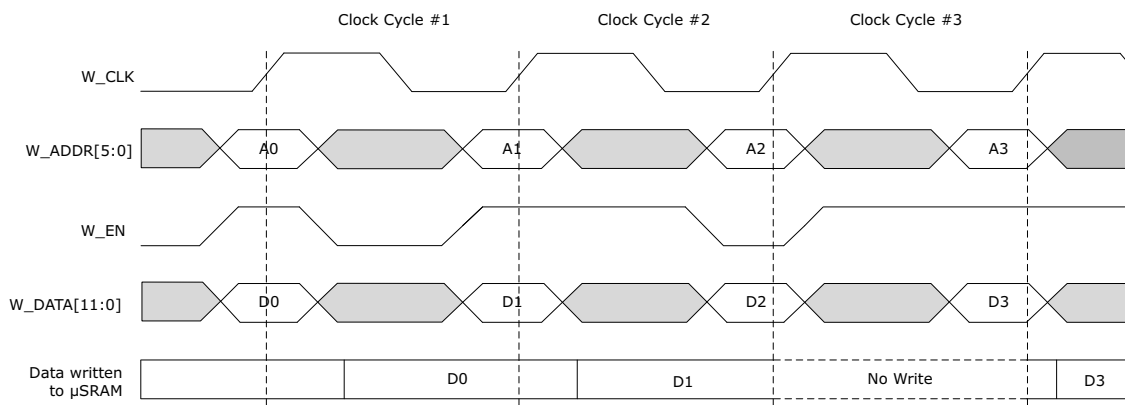 Clock Cycle #1 Clock Cycle #2 Clock Cycle #3
W_CLK
W_ADDR[5:0] A0 A1 A2 A3
W_EN
W_DATA[11:0] D0 D1 D2 D3
Data written
to µSRAM
D0 D1 No Write D3